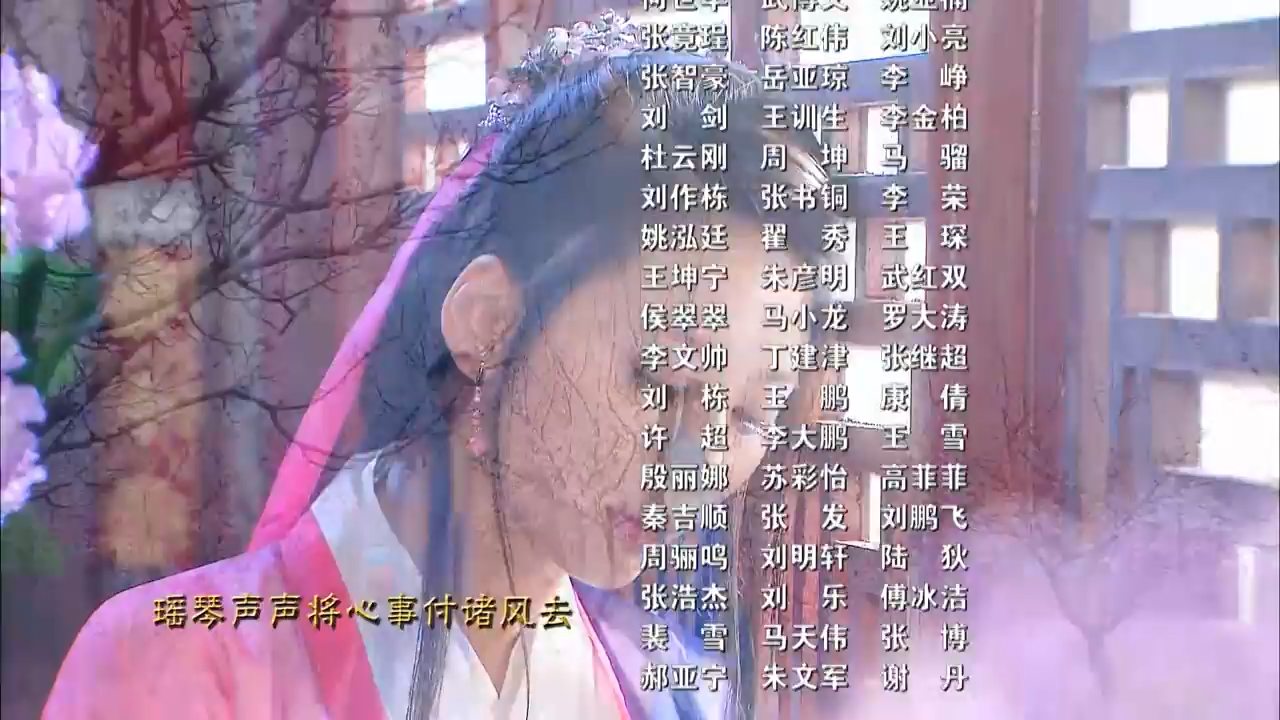 张竟珵 陈红伟 刘小亮
张智豪 岳亚琼 李 峥
刘 剑 王训生 李金柏
杜云刚 周 坤 马 骝
刘作栋 张书铜 李 荣
姚泓廷 翟 秀 王 琛
王坤宁 朱彦明 武红双
侯翠翠 马小龙 罗大涛
李文帅 丁建津 张继超
刘 栋 王 鹏 康 倩
许 超 李大鹏 王 雪
殷丽娜 苏彩怡 高菲菲
秦吉顺 张 发 刘鹏飞
周骊鸣 刘明轩 陆 狄
张浩杰 刘 乐 傅冰洁
瑶琴声声将心事付诸风去
裴 雪 马天伟 张 博
郝亚宁 朱文军 谢 丹